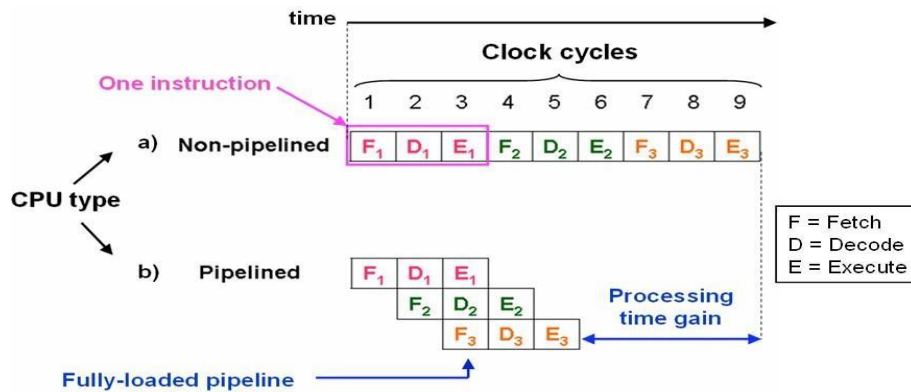 time
Clock cycles
One instruction
1 2 3 4 5 6 7 8 9
a) Non-pipelined F₁ D₁ E₁ F₂ D₂ E₂ F₃ D₃ E₃
CPU type
F = Fetch
D = Decode
E = Execute
b) Pipelined F₁ D₁ E₁
F₂ D₂ E₂
F₃ D₃ E₃
Processing
time gain
Fully-loaded pipeline